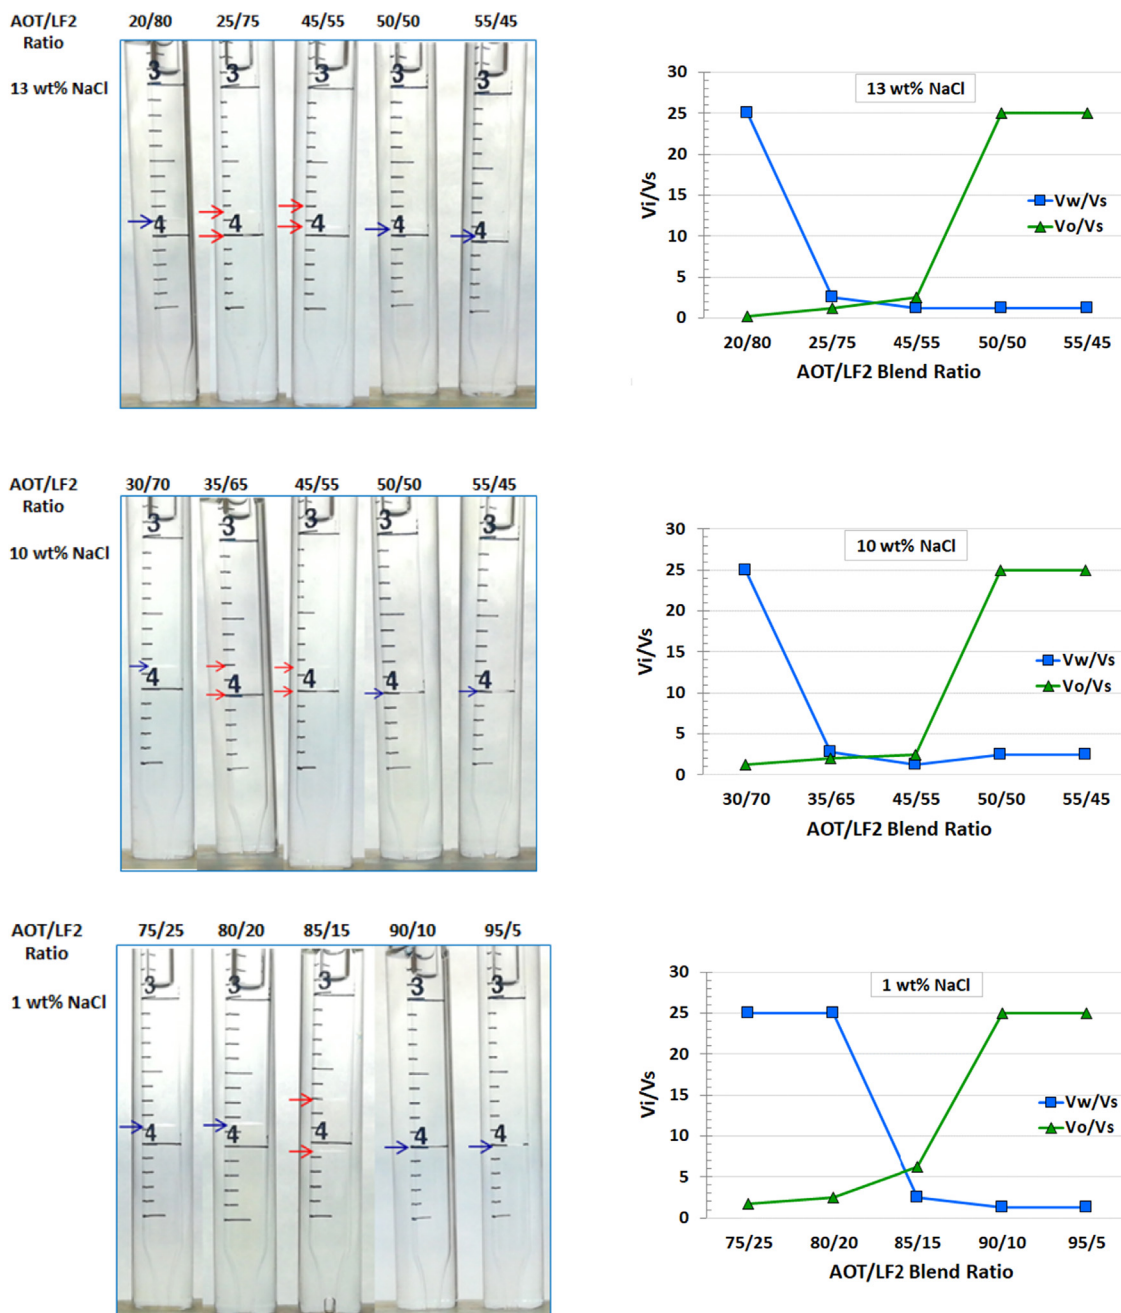 AOT/LF2 20/80 25/75 45/55 50/50 55/45
Ratio
13 wt% NaCl
3 3 3 3 3
4 4 4 4 4
13 wt% NaCl
30
25
20
15
10
5
0
Vi/Vs
Vw/Vs
Vo/Vs
20/80 25/75 45/55 50/50 55/45
AOT/LF2 Blend Ratio
AOT/LF2 30/70 35/65 45/55 50/50 55/45
Ratio
10 wt% NaCl
3 3 3 3 3
4 4 4 4 4
10 wt% NaCl
30
25
20
15
10
5
0
Vi/Vs
Vw/Vs
Vo/Vs
30/70 35/65 45/55 50/50 55/45
AOT/LF2 Blend Ratio
AOT/LF2 75/25 80/20 85/15 90/10 95/5
Ratio
1 wt% NaCl
3 3 3 3 3
4 4 4 4 4
1 wt% NaCl
30
25
20
15
10
5
0
Vi/Vs
Vw/Vs
Vo/Vs
75/25 80/20 85/15 90/10 95/5
AOT/LF2 Blend Ratio